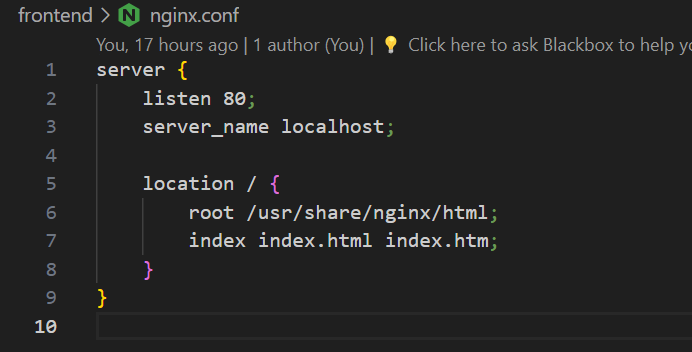 frontend > nginx.conf
You, 17 hours ago | 1 author (You) | Click here to ask Blackbox to help
1 server {
2     listen 80;
3     server_name localhost;
4
5     location / {
6         root /usr/share/nginx/html;
7         index index.html index.htm;
8     }
9 }
10